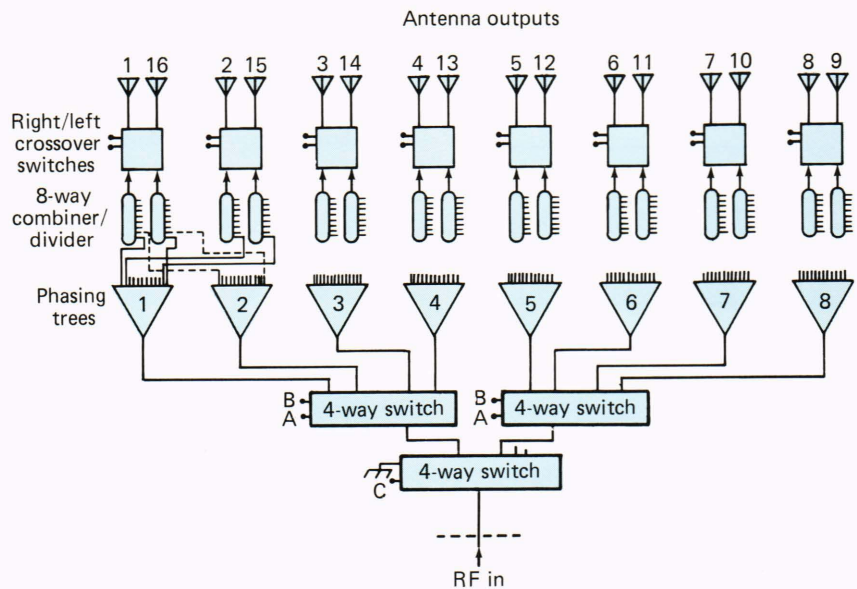 Antenna outputs
1 16 2 15 3 14 4 13 5 12 6 11 7 10 8 9
Right/left
crossover
switches
8-way
combiner/
divider
Phasing
trees
1 2 3 4 5 6 7 8
B
A
4-way switch
B
A
4-way switch
C
4-way switch
RF in